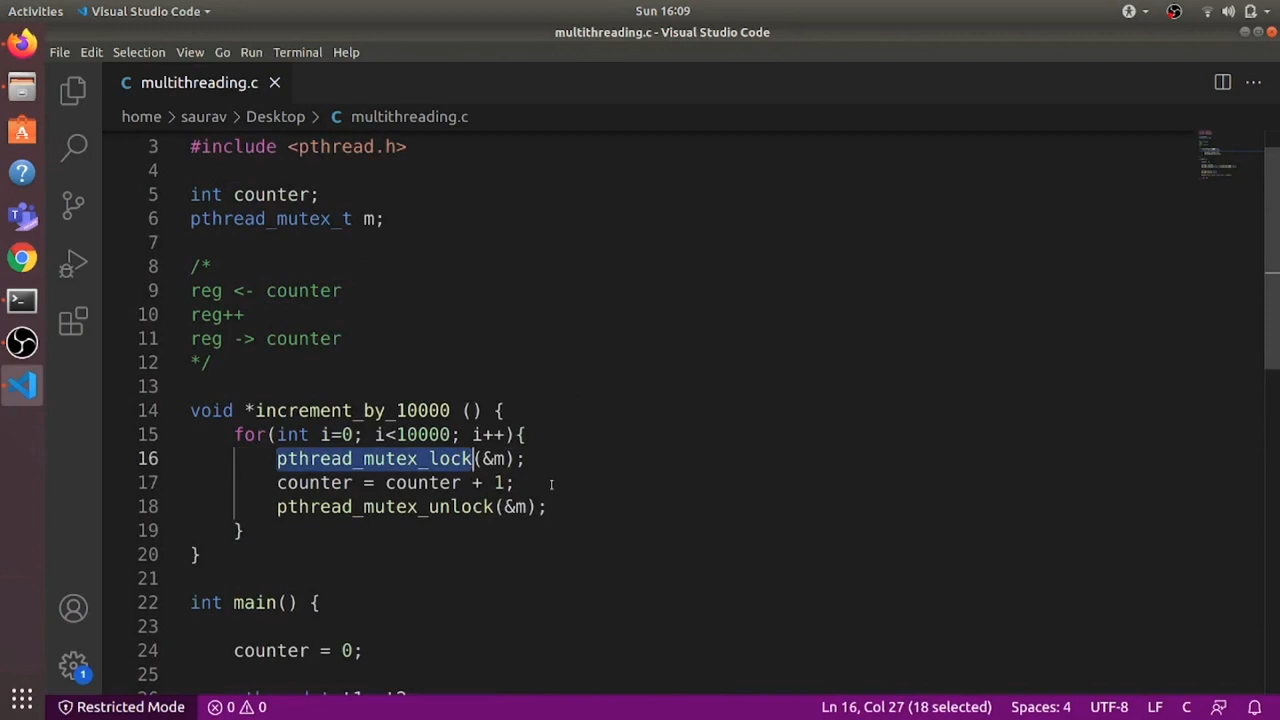 Activities Visual Studio Code Sun 16:09
multithreading.c - Visual Studio Code
File Edit Selection View Go Run Terminal Help
C multithreading.c
home > saurav > Desktop > C multithreading.c
3 #include <pthread.h>
4
5 int counter;
6 pthread_mutex_t m;
7
8 /*
9 reg <- counter
10 reg++
11 reg -> counter
12 */
13
14 void *increment_by_10000 () {
15 for(int i=0; i<10000; i++){
16 pthread_mutex_lock(&m);
17 counter = counter + 1;
18 pthread_mutex_unlock(&m);
19 }
20 }
21
22 int main() {
23
24 counter = 0;
25
1
Restricted Mode 0 0 Ln 16, Col 27 (18 selected) Spaces: 4 UTF-8 LF C